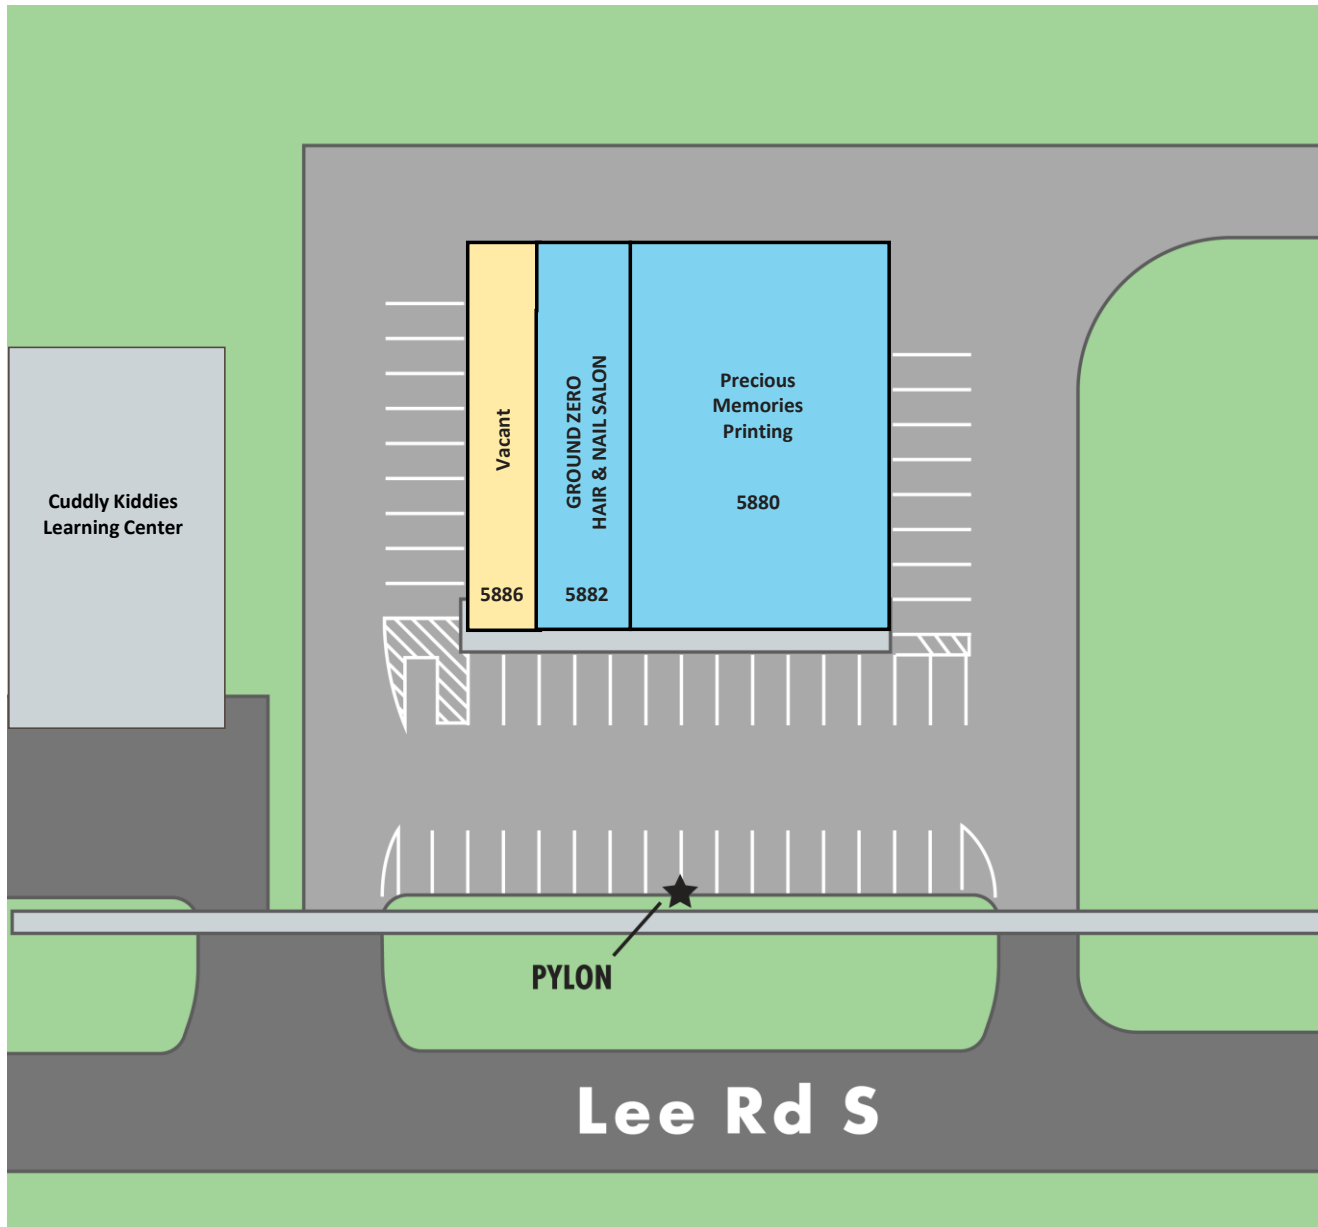 Cuddly Kiddies
Learning Center
Vacant
5886
GROUND ZERO
HAIR & NAIL SALON
5882
Precious
Memories
Printing
5880
PYLON
Lee Rd S